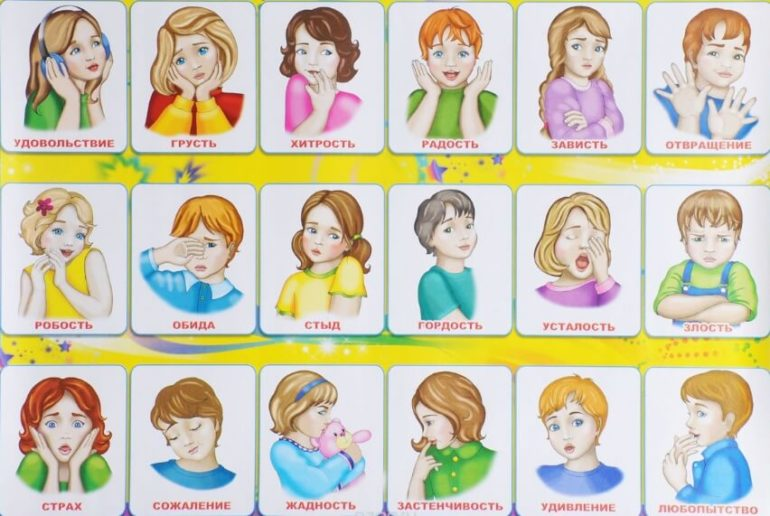 УДОВОЛЬСТВИЕ
ГРУСТЬ
ХИТРОСТЬ
РАДОСТЬ
ЗАВИСТЬ
ОТВРАЩЕНИЕ
РОБОСТЬ
ОБИДА
СТЫД
ГОРДОСТЬ
УСТАЛОСТЬ
ЗЛОСТЬ
СТРАХ
СОЖАЛЕНИЕ
ЖАДНОСТЬ
ЗАСТЕНЧИВОСТЬ
УДИВЛЕНИЕ
ЛЮБОПЫТСТВО